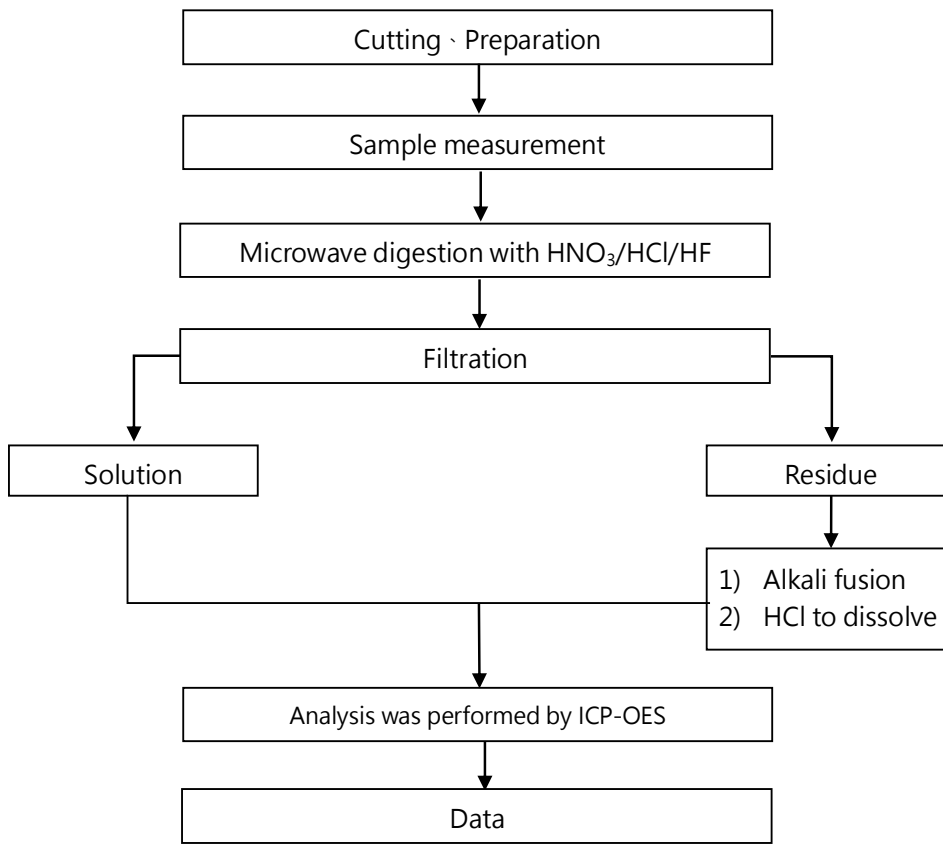 Cutting、Preparation
Sample measurement
Microwave digestion with HNO₃/HCl/HF
Filtration
Solution
Residue
1) Alkali fusion
2) HCl to dissolve
Analysis was performed by ICP-OES
Data